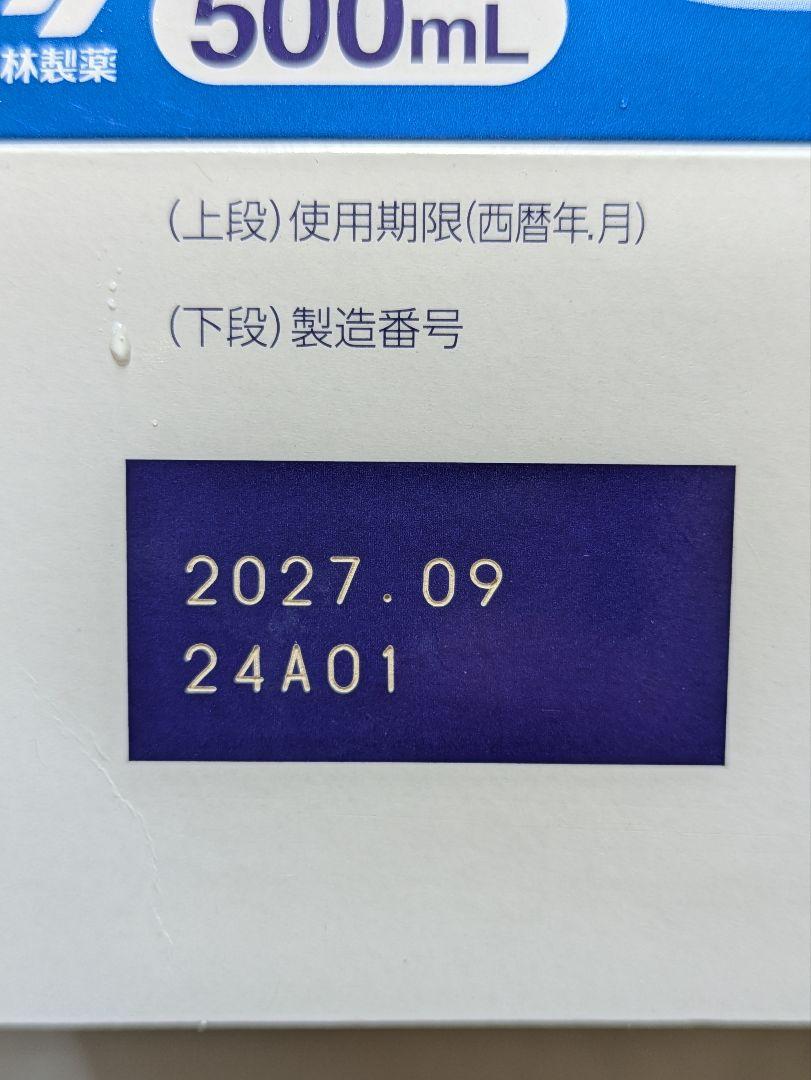 500mL
林製薬
(上段)使用期限(西暦年.月)
(下段)製造番号
2027.09
24A01